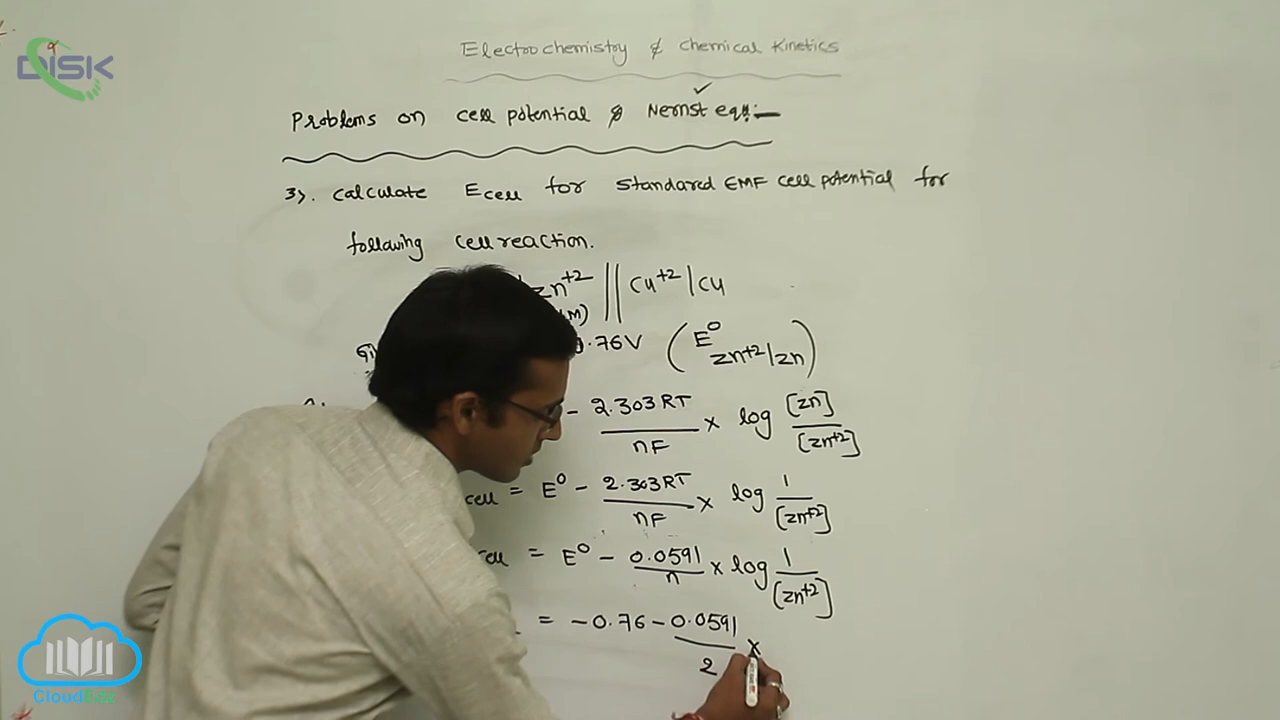 DiSK
Electrochemistry & chemical kinetics
Problems on cell potential & Nernst eqn:-
3). Calculate Ecell for Standared EMF cell potential for
following cell reaction.
Zn+2 || Cu+2 | Cu
M)
0.76V (E0 Zn+2/Zn)
- 2.303RT/nF × log [Zn]/[Zn+2]
cell = E0 - 2.303RT/nF × log 1/[Zn+2]
cell = E0 - 0.0591/n × log 1/[Zn+2]
= -0.76 - 0.0591/2 ×
CloudEds